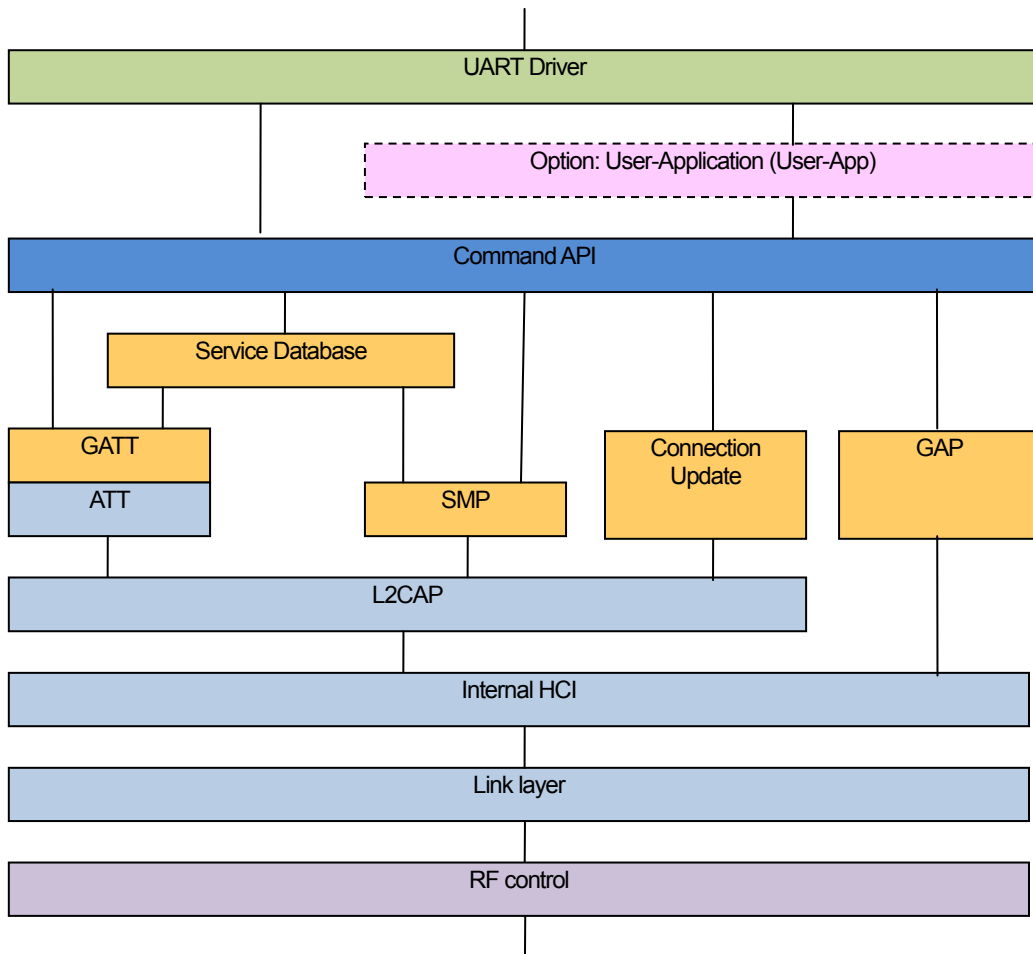 UART Driver
Option: User-Application (User-App)
Command API
Service Database
GATT
Connection
Update
GAP
ATT
SMP
L2CAP
Internal HCI
Link layer
RF control